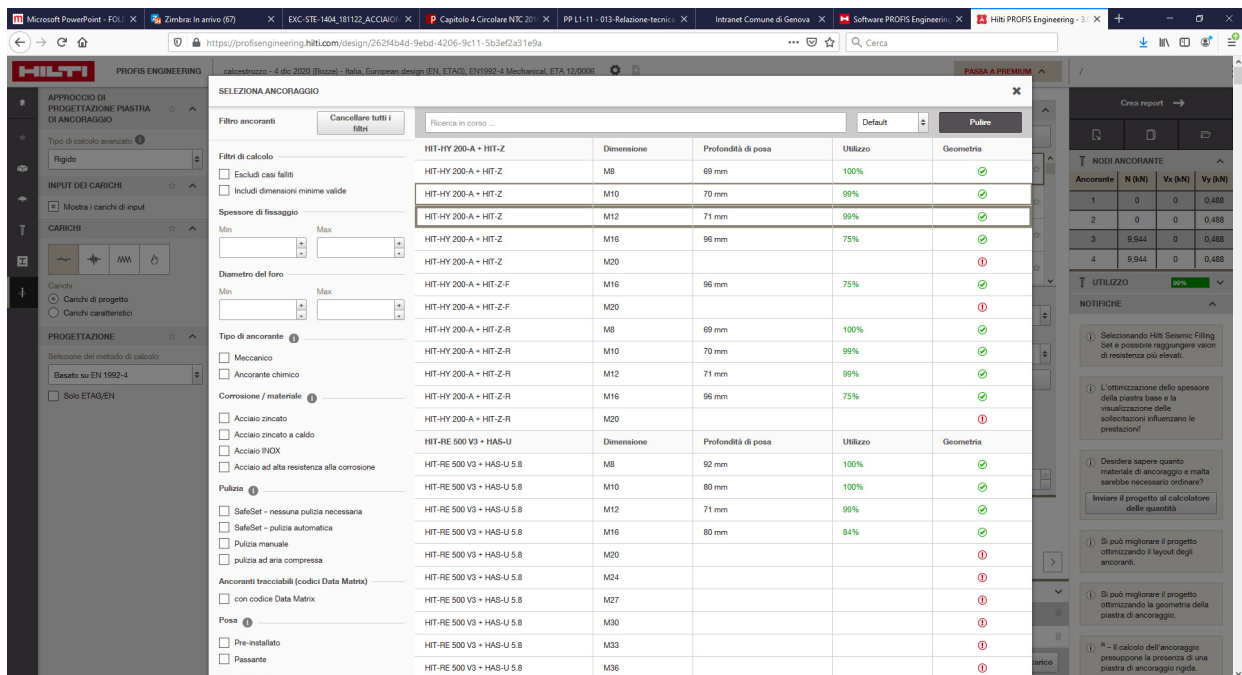 Microsoft PowerPoint - FOLI
Zimbra: In arrivo (67)
EXC-STE-1404_181122_ACCIAION
Capitolo 4 Circolare NTC 201
PP L1-11 - 013-Relazione-tecnica-
Intranet Comune di Genova
Software PROFIS Engineering
Hilti PROFIS Engineering - 3.0
https://profisengineering.hilti.com/design/262f4b4d-9ebd-4206-9c11-5b3ef2a31e9a
Cerca
HILTI PROFIS ENGINEERING
calcestruzzo - 4 dic 2020 (Bozze) - Italia, European design (EN, ETAG), EN1992-4 Mechanical, ETA 12/0006
PASSA A PREMIUM
APPROCCIO DI
PROGETTAZIONE PIASTRA
DI ANCORAGGIO
Tipo di calcolo avanzato
Rigido
INPUT DEI CARICHI
Mostra i carichi di input
CARICHI
Carichi
Carichi di progetto
Carichi caratteristici
PROGETTAZIONE
Selezione del metodo di calcolo
Basato su EN 1992-4
Solo ETAG/EN
SELEZIONA ANCORAGGIO
Filtro ancoranti
Cancellare tutti i
filtri
Filtri di calcolo
Escludi casi falliti
Includi dimensioni minime valide
Spessore di fissaggio
Min Max
Diametro del foro
Min Max
Tipo di ancorante
Meccanico
Ancorante chimico
Corrosione / materiale
Acciaio zincato
Acciaio zincato a caldo
Acciaio INOX
Acciaio ad alta resistenza alla corrosione
Pulizia
SafeSet – nessuna pulizia necessaria
SafeSet – pulizia automatica
Pulizia manuale
pulizia ad aria compressa
Ancoranti tracciabili (codici Data Matrix)
con codice Data Matrix
Posa
Pre-installato
Passante
Ricerca in corso ...
Default
Pulire
HIT-HY 200-A + HIT-Z Dimensione Profondità di posa Utilizzo Geometria
HIT-HY 200-A + HIT-Z M8 69 mm 100%
HIT-HY 200-A + HIT-Z M10 70 mm 99%
HIT-HY 200-A + HIT-Z M12 71 mm 99%
HIT-HY 200-A + HIT-Z M16 96 mm 75%
HIT-HY 200-A + HIT-Z M20
HIT-HY 200-A + HIT-Z-F M16 96 mm 75%
HIT-HY 200-A + HIT-Z-F M20
HIT-HY 200-A + HIT-Z-R M8 69 mm 100%
HIT-HY 200-A + HIT-Z-R M10 70 mm 99%
HIT-HY 200-A + HIT-Z-R M12 71 mm 99%
HIT-HY 200-A + HIT-Z-R M16 96 mm 75%
HIT-HY 200-A + HIT-Z-R M20
HIT-RE 500 V3 + HAS-U Dimensione Profondità di posa Utilizzo Geometria
HIT-RE 500 V3 + HAS-U 5.8 M8 92 mm 100%
HIT-RE 500 V3 + HAS-U 5.8 M10 80 mm 100%
HIT-RE 500 V3 + HAS-U 5.8 M12 71 mm 99%
HIT-RE 500 V3 + HAS-U 5.8 M16 80 mm 84%
HIT-RE 500 V3 + HAS-U 5.8 M20
HIT-RE 500 V3 + HAS-U 5.8 M24
HIT-RE 500 V3 + HAS-U 5.8 M27
HIT-RE 500 V3 + HAS-U 5.8 M30
HIT-RE 500 V3 + HAS-U 5.8 M33
HIT-RE 500 V3 + HAS-U 5.8 M36
arico
/
Crea report
NODI ANCORANTE
Ancorante N (kN) Vx (kN) Vy (kN)
1 0 0 0,488
2 0 0 0,488
3 9,944 0 0,488
4 9,944 0 0,488
UTILIZZO 99%
NOTIFICHE
Selezionando Hilti Seismic Filling
Set è possibile raggiungere valori
di resistenza più elevati.
L'ottimizzazione dello spessore
della piastra base e la
visualizzazione delle
sollecitazioni influenzano le
prestazioni!
Desidera sapere quanto
materiale di ancoraggio e malta
sarebbe necessario ordinare?
Inviare il progetto al calcolatore
delle quantità
Si può migliorare il progetto
ottimizzando il layout degli
ancoranti.
Si può migliorare il progetto
ottimizzando la geometria della
piastra di ancoraggio.
R – Il calcolo dell'ancoraggio
presuppone la presenza di una
piastra di ancoraggio rigida.